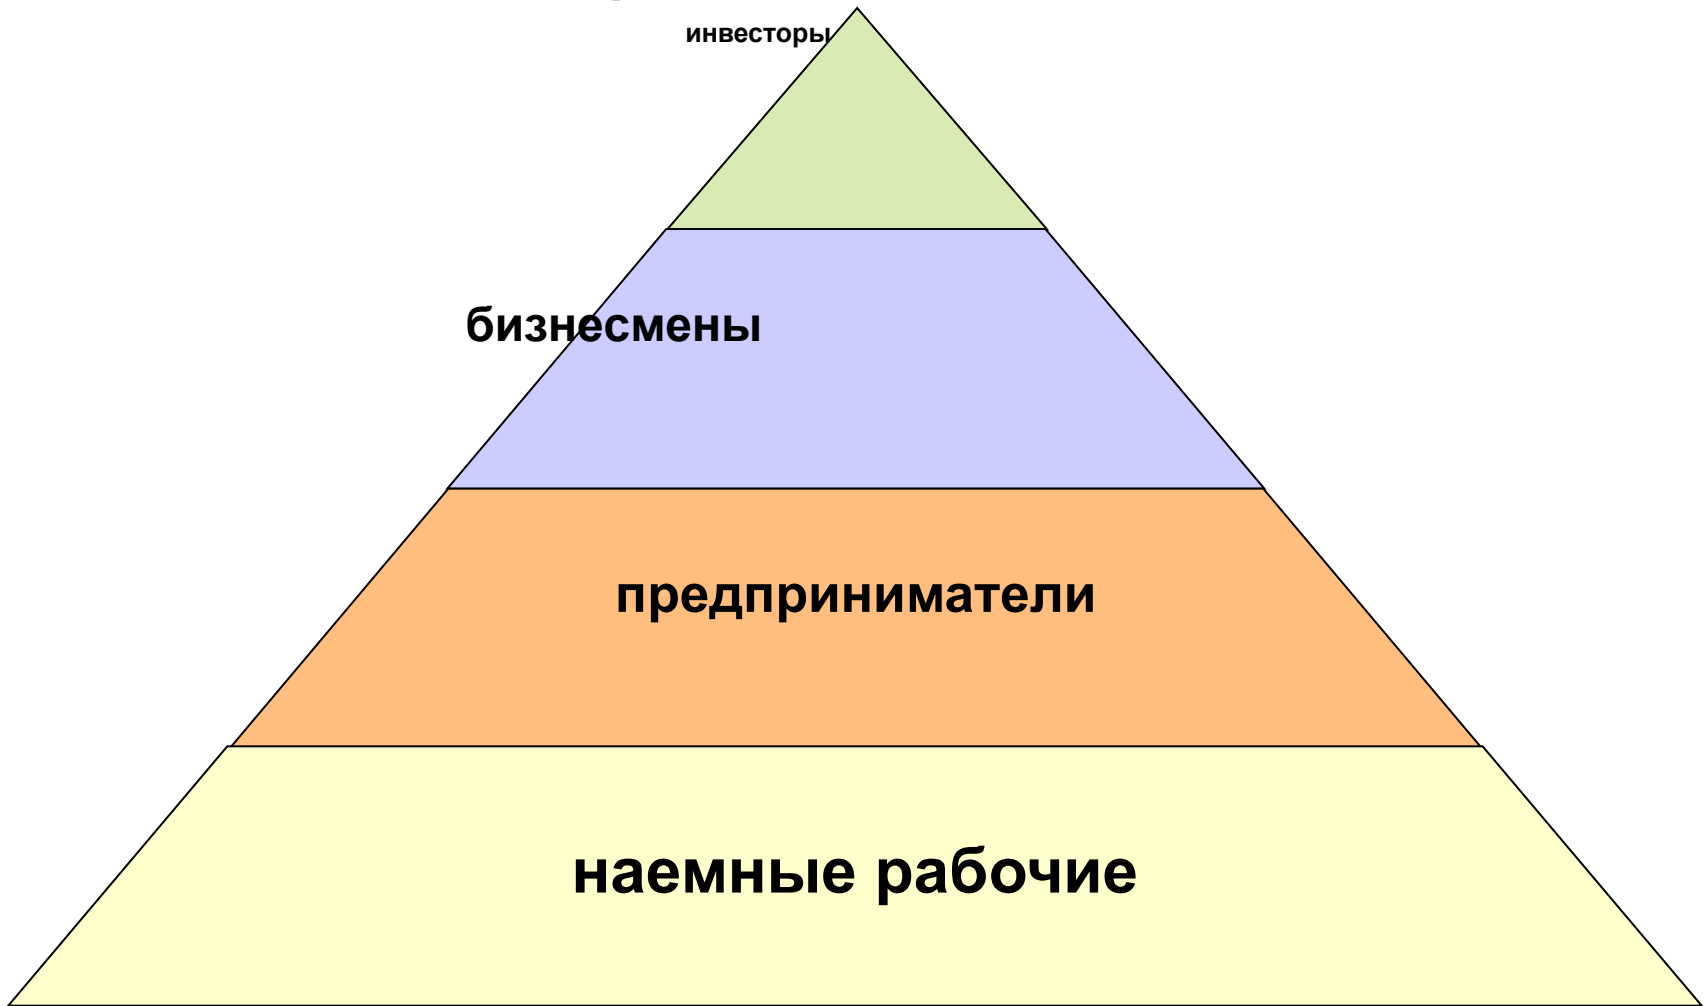 инвесторы
бизнесмены
предприниматели
наемные рабочие